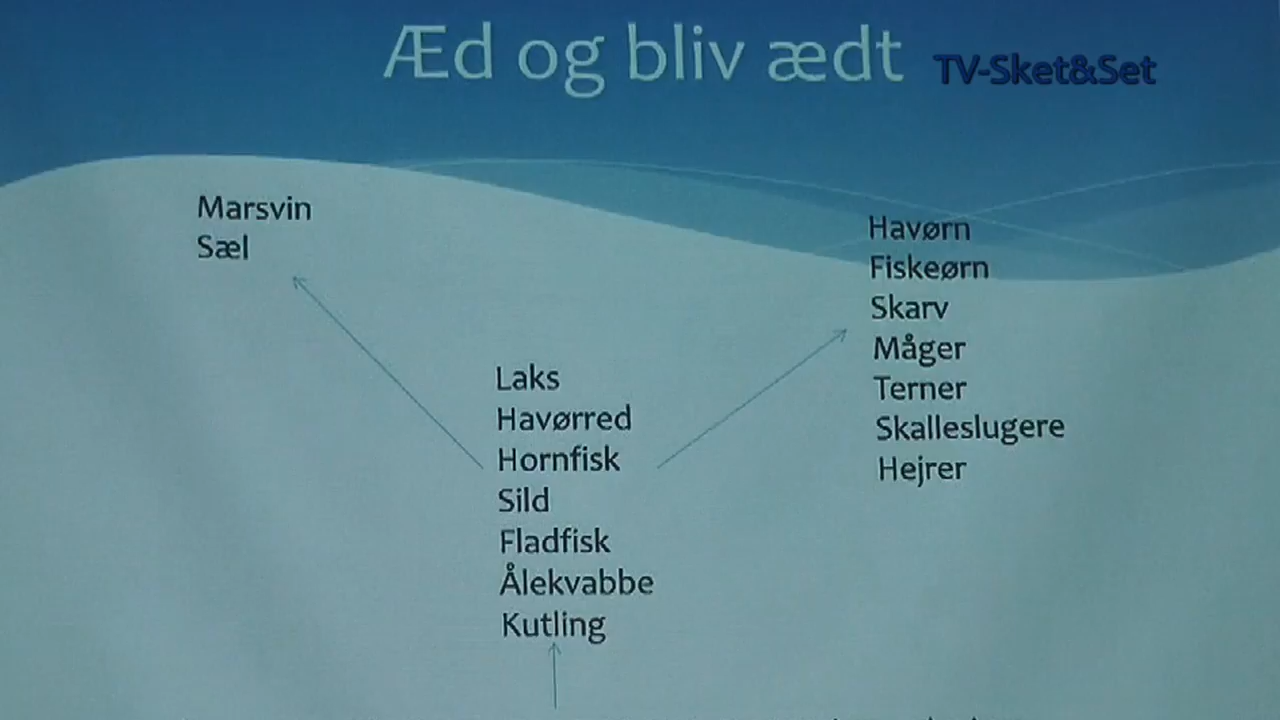 Æd og bliv ædt
TV-Sket&Set
Marsvin
Sæl
Laks
Havørred
Hornfisk
Sild
Fladfisk
Ålekvabbe
Kutling
Havørn
Fiskeørn
Skarv
Måger
Terner
Skalleslugere
Hejrer